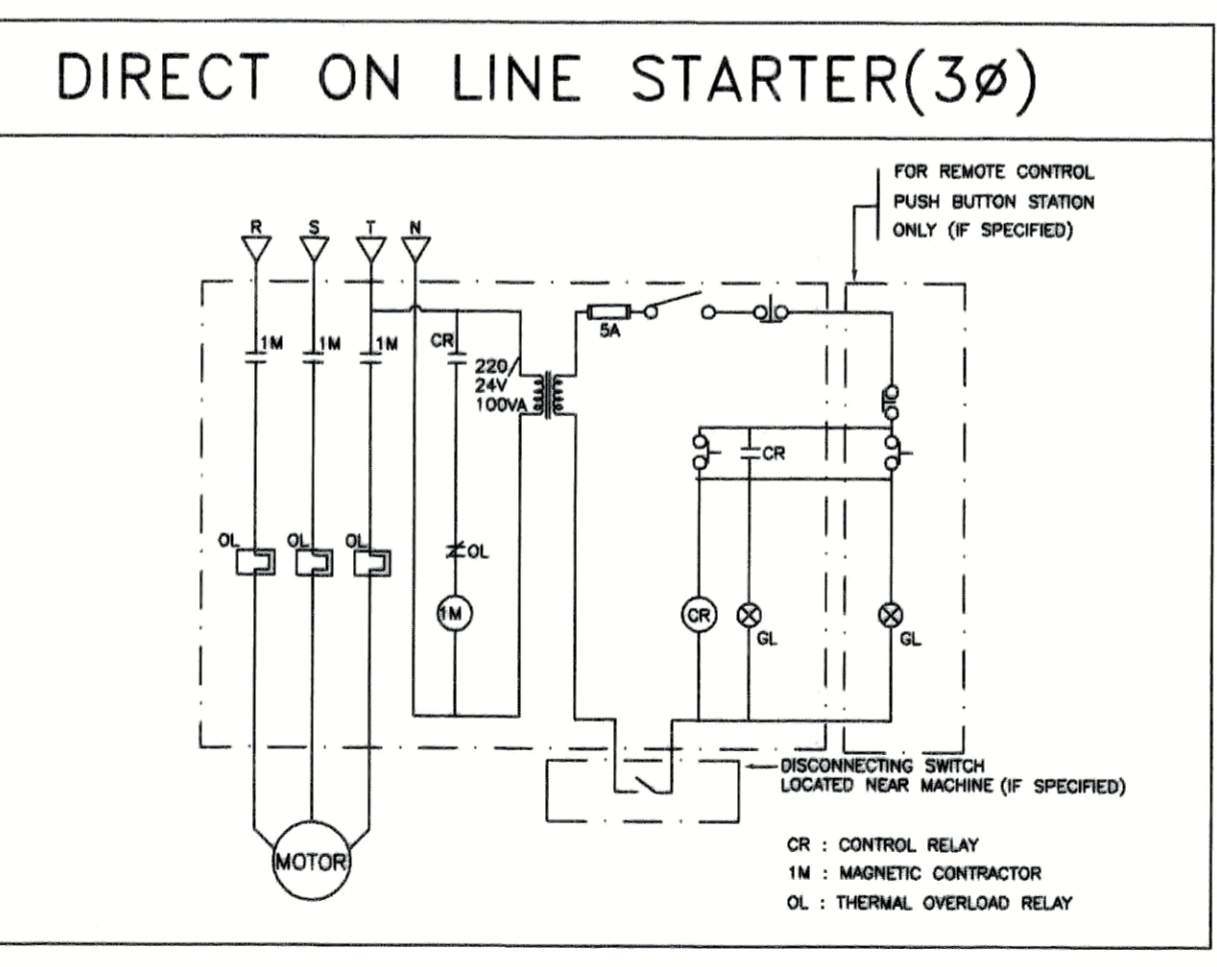 DIRECT ON LINE STARTER(3ø)
FOR REMOTE CONTROL
PUSH BUTTON STATION
ONLY (IF SPECIFIED)
R
S
T
N
5A
1M
1M
1M
CR
220/
24V
100VA
CR
OL
OL
OL
OL
1M
CR
GL
GL
DISCONNECTING SWITCH
LOCATED NEAR MACHINE (IF SPECIFIED)
MOTOR
CR : CONTROL RELAY
1M : MAGNETIC CONTRACTOR
OL : THERMAL OVERLOAD RELAY